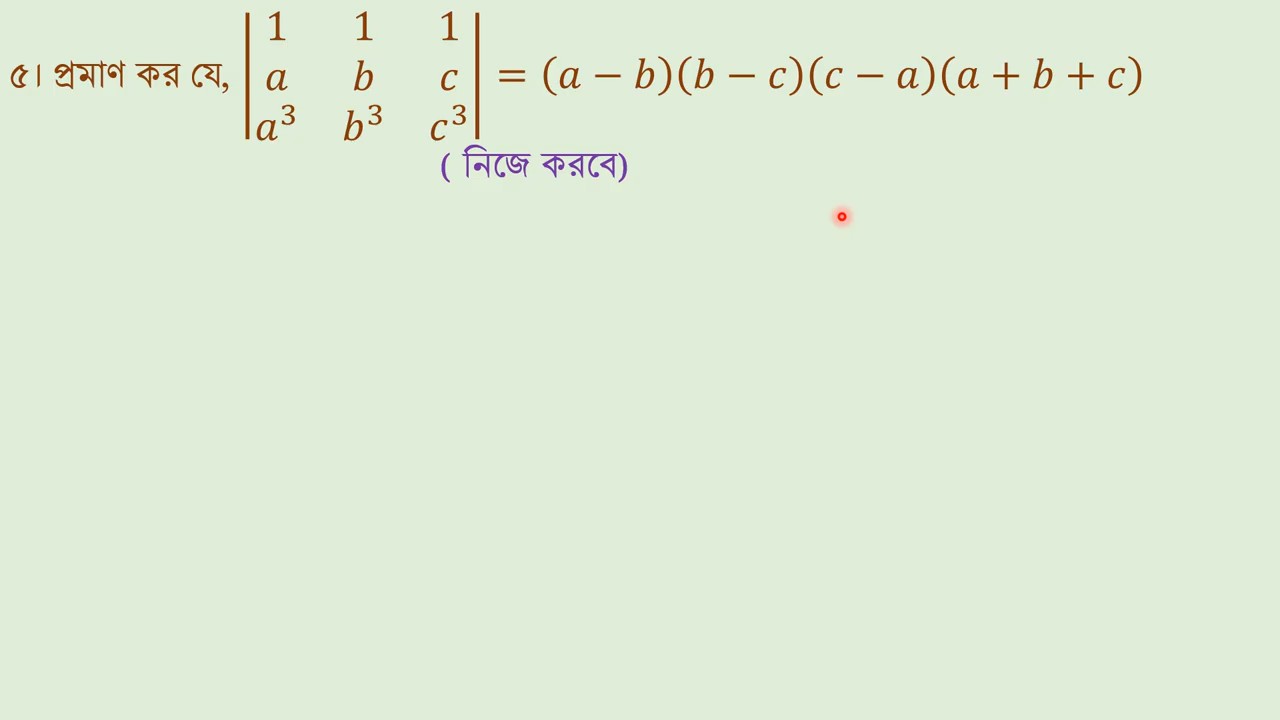 ৫। প্রমাণ কর যে, |1 1 1; a b c; a³ b³ c³| = (a − b)(b − c)(c − a)(a + b + c)
( নিজে করবে)